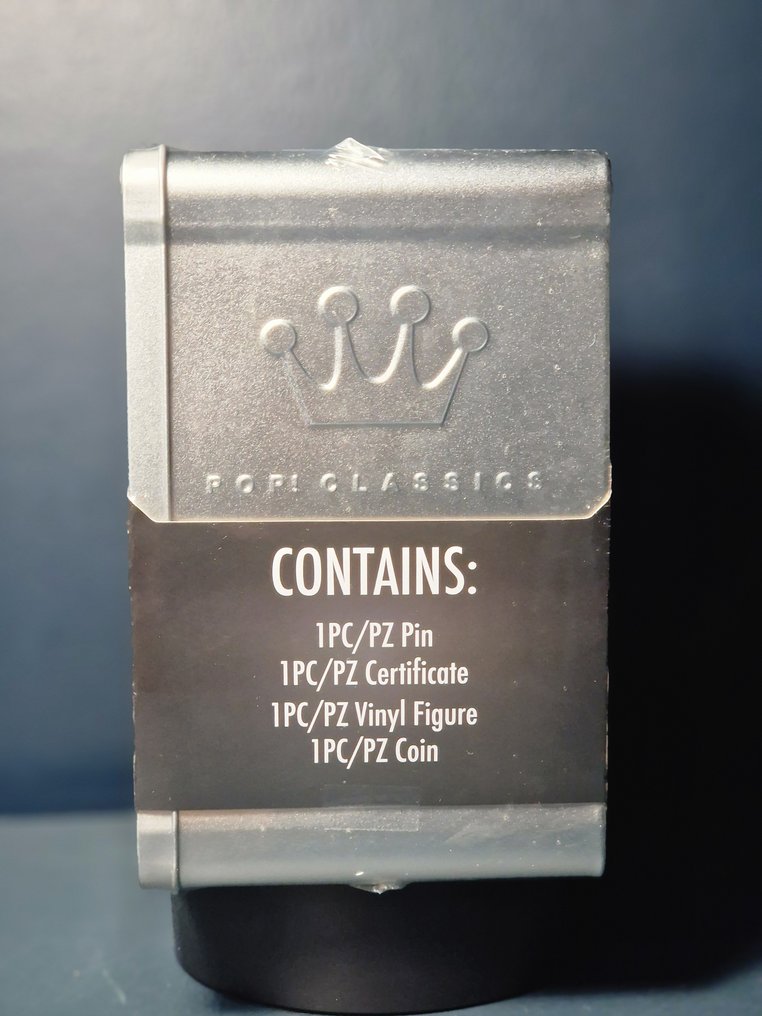 POP! CLASSICS
CONTAINS:
1PC/PZ Pin
1PC/PZ Certificate
1PC/PZ Vinyl Figure
1PC/PZ Coin